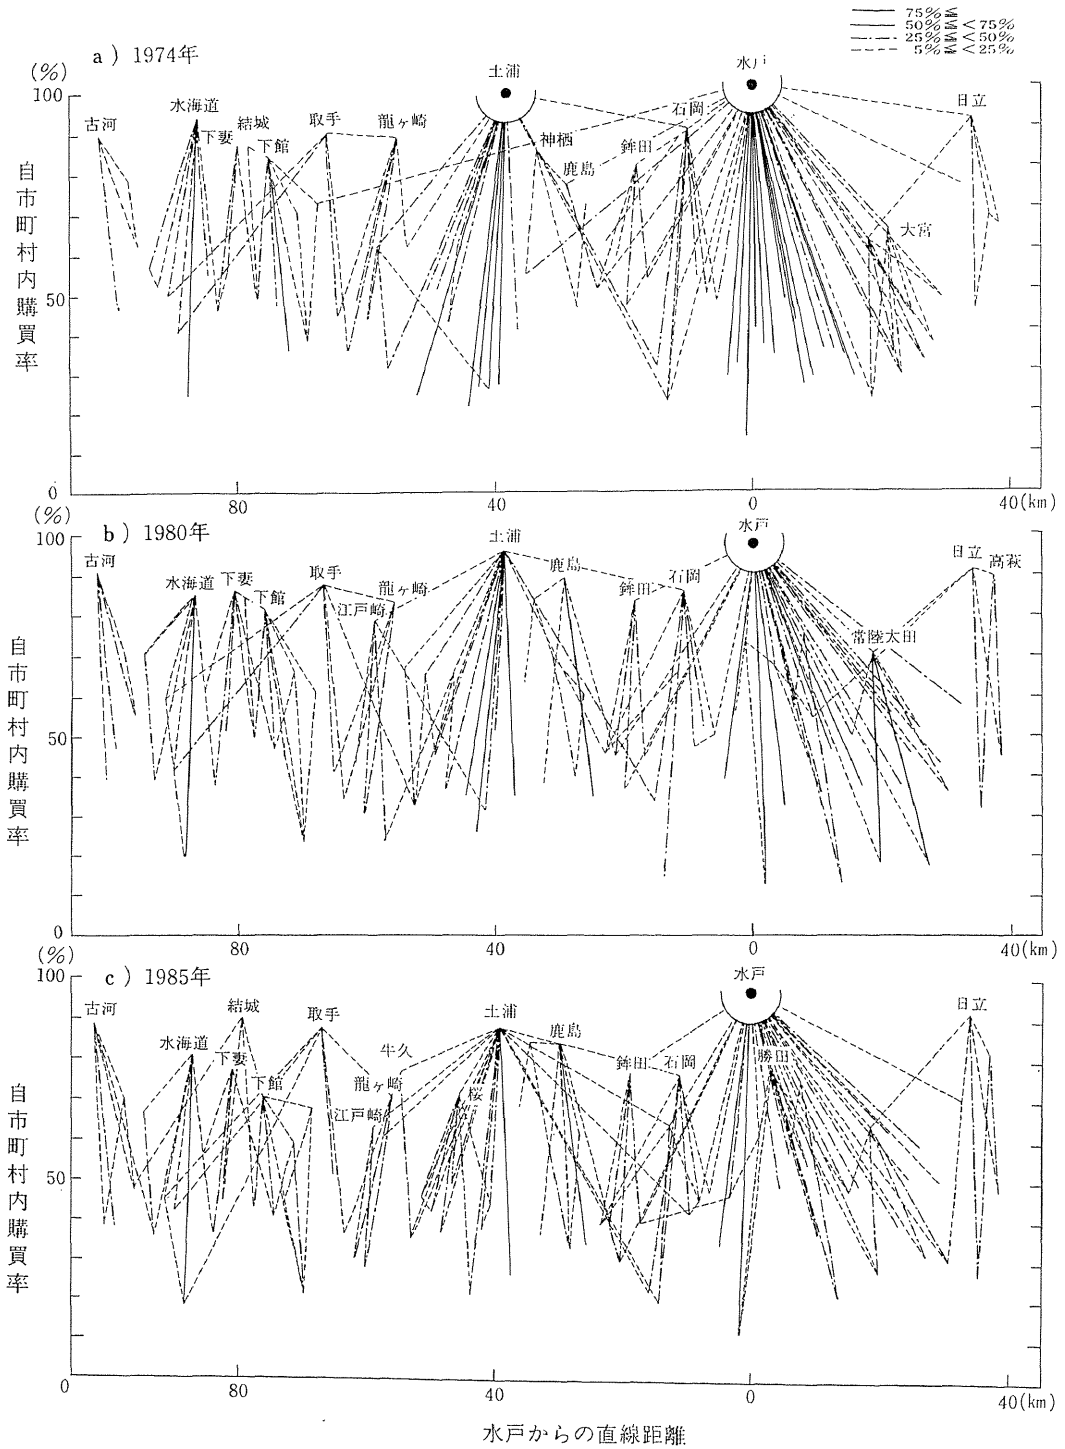 75%≦
50%≦<75%
25%≦<50%
5%≦<25%
a) 1974年
(%)
100
50
0
自市町村内購買率
古河
水海道
下妻
結城
下館
取手
龍ヶ崎
土浦
神栖
鹿島
鉾田
石岡
水戸
大宮
日立
80
40
0
40(km)
b) 1980年
(%)
100
50
0
自市町村内購買率
古河
水海道
下妻
下館
取手
江戸崎
龍ヶ崎
土浦
鹿島
鉾田
石岡
水戸
常陸太田
日立
高萩
80
40
0
40(km)
c) 1985年
(%)
100
50
0
自市町村内購買率
古河
水海道
下妻
結城
下館
取手
牛久
龍ヶ崎
江戸崎
桜
土浦
鹿島
鉾田
石岡
水戸
勝田
日立
80
40
0
40(km)
水戸からの直線距離